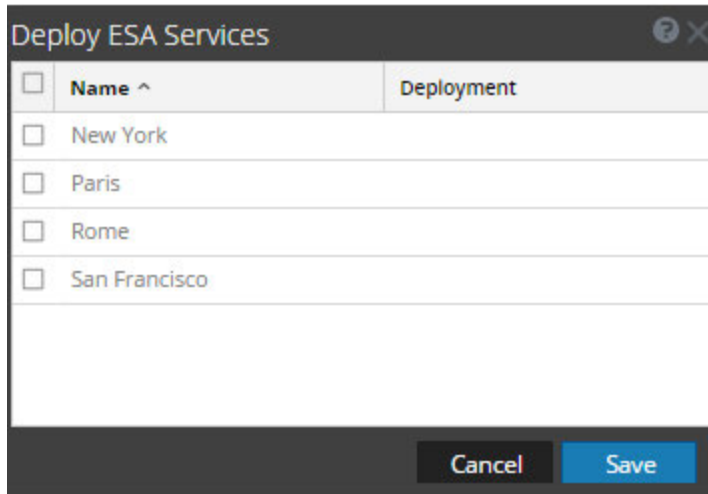 Deploy ESA Services
Name Deployment
New York
Paris
Rome
San Francisco
Cancel Save